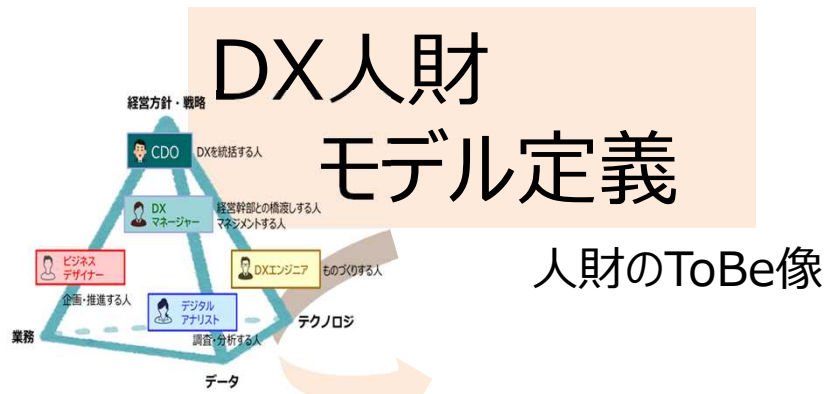 DX人財
モデル定義
人財のToBe像
経営方針・戦略
CDO
DXを統括する人
DX
マネージャー
経営幹部との橋渡しする人
マネジメントする人
ビジネス
デザイナー
企画・推進する人
DXエンジニア
ものづくりする人
デジタル
アナリスト
調査・分析する人
業務
テクノロジ
データ